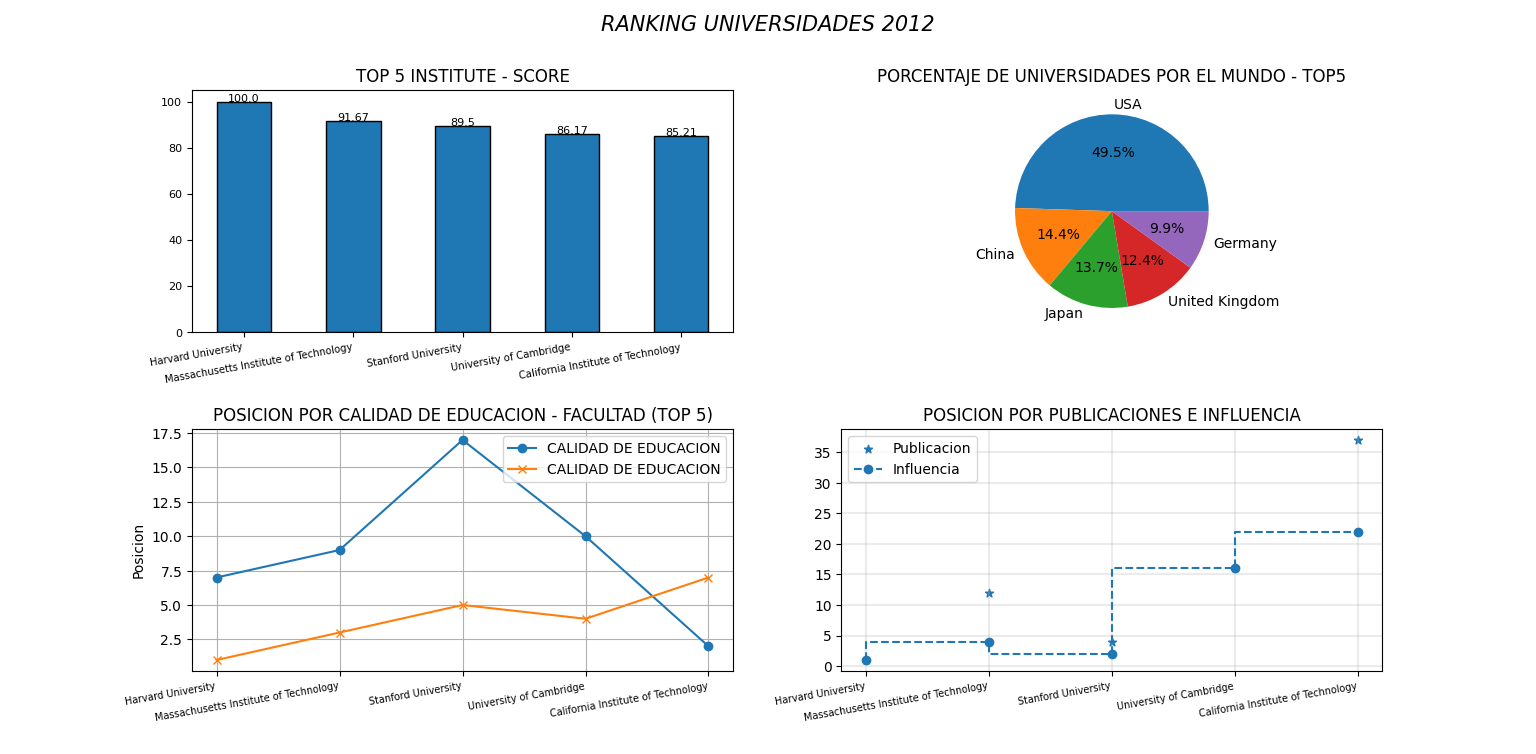 RANKING UNIVERSIDADES 2012
TOP 5 INSTITUTE - SCORE
100
80
60
40
20
0
100.0
91.67
89.5
86.17
85.21
Harvard University
Massachusetts Institute of Technology
Stanford University
University of Cambridge
California Institute of Technology
PORCENTAJE DE UNIVERSIDADES POR EL MUNDO - TOP5
USA
49.5%
China
14.4%
Japan
13.7%
United Kingdom
12.4%
Germany
9.9%
POSICION POR CALIDAD DE EDUCACION - FACULTAD (TOP 5)
CALIDAD DE EDUCACION
CALIDAD DE EDUCACION
Posicion
17.5
15.0
12.5
10.0
7.5
5.0
2.5
Harvard University
Massachusetts Institute of Technology
Stanford University
University of Cambridge
California Institute of Technology
POSICION POR PUBLICACIONES E INFLUENCIA
Publicacion
Influencia
35
30
25
20
15
10
5
0
Harvard University
Massachusetts Institute of Technology
Stanford University
University of Cambridge
California Institute of Technology